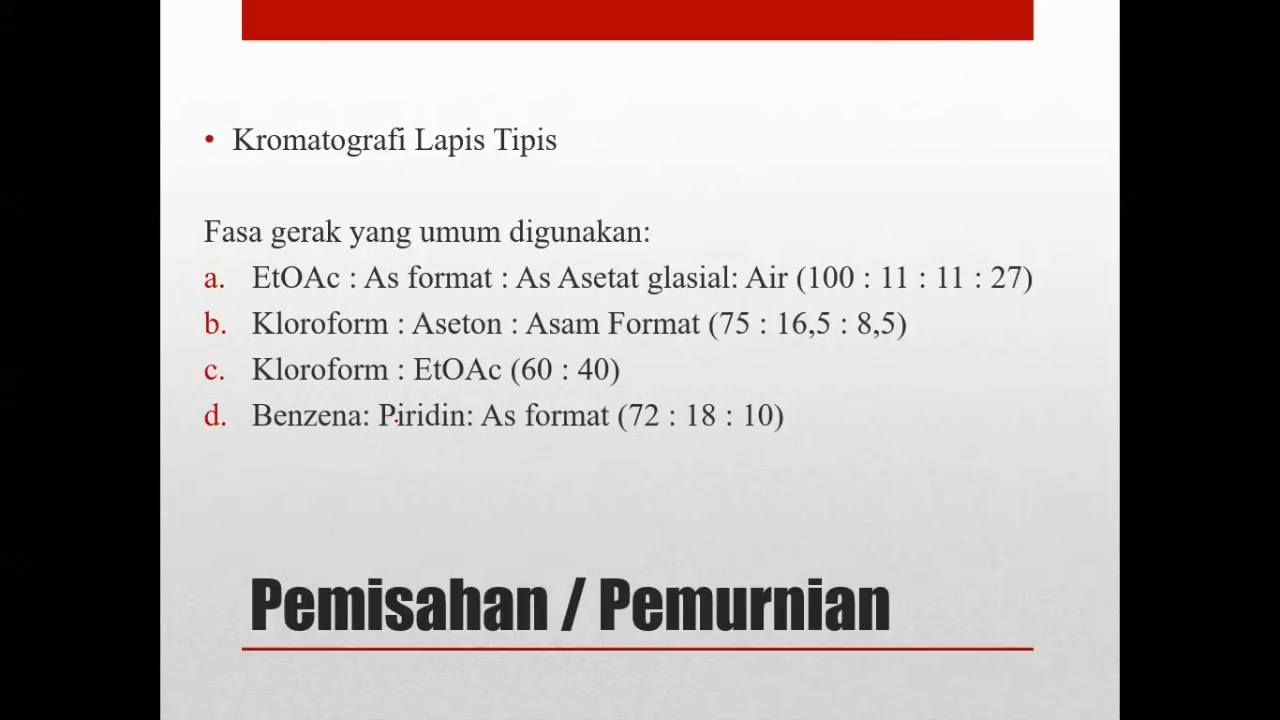 • Kromatografi Lapis Tipis
Fasa gerak yang umum digunakan:
a. EtOAc : As format : As Asetat glasial: Air (100 : 11 : 11 : 27)
b. Kloroform : Aseton : Asam Format (75 : 16,5 : 8,5)
c. Kloroform : EtOAc (60 : 40)
d. Benzena: Piridin: As format (72 : 18 : 10)
Pemisahan / Pemurnian